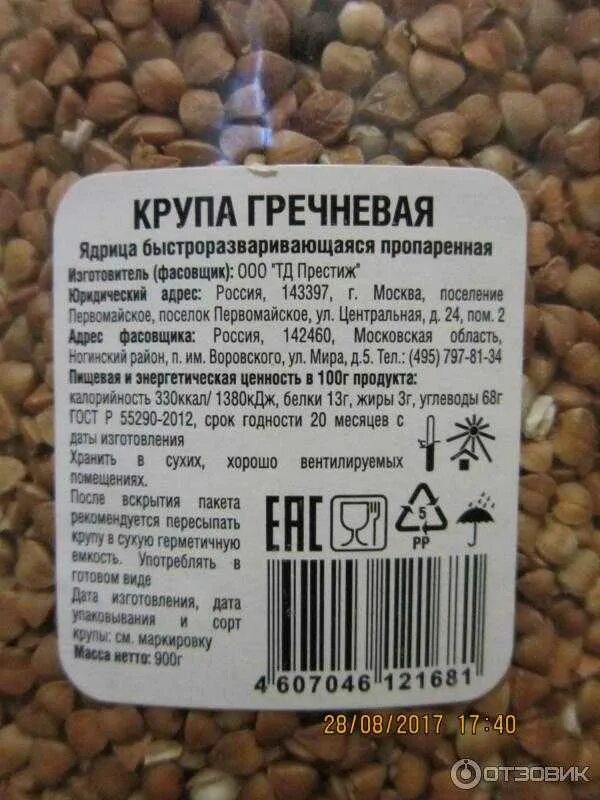 КРУПА ГРЕЧНЕВАЯ
Ядрица быстроразваривающаяся пропаренная
Изготовитель (фасовщик): ООО "ТД Престиж"
Юридический адрес: Россия, 143397, г. Москва, поселение
Первомайское, поселок Первомайское, ул. Центральная, д. 24, пом. 2
Адрес фасовщика: Россия, 142460, Московская область,
Ногинский район, п. им. Воровского, ул. Мира, д.5. Тел.: (495) 797-81-34
Пищевая и энергетическая ценность в 100г продукта:
калорийность 330ккал/ 1380кДж, белки 13г, жиры 3г, углеводы 68г
ГОСТ Р 55290-2012, срок годности 20 месяцев с
даты изготовления
Хранить в сухих, хорошо вентилируемых
помещениях.
После вскрытия пакета
рекомендуется пересыпать
крупу в сухую герметичную
емкость. Употреблять в
готовом виде
Дата изготовления, дата
упаковывания и сорт
крупы: см. маркировку
Масса нетто: 900г
ЕАС
5
PP
4 607046 121681
28/08/2017 17:40
ОТЗОВИК